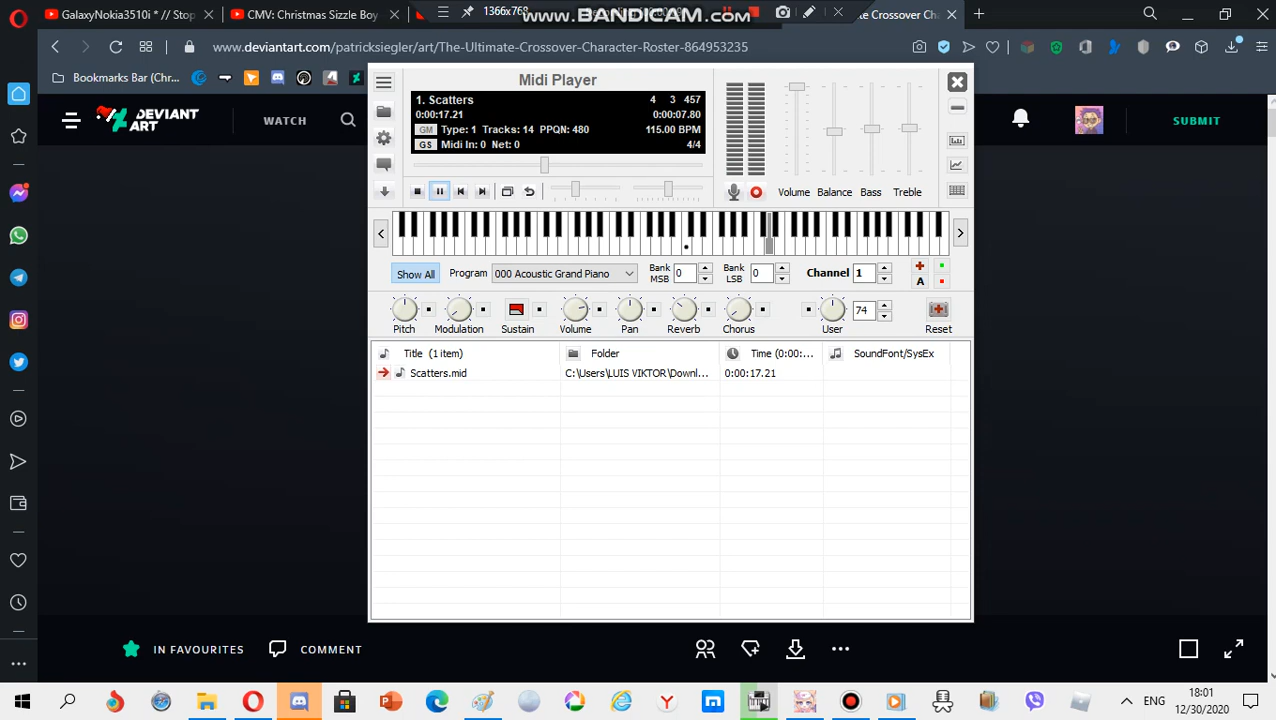 GalaxyNokia3510i * // Stop
CMV: Christmas Sizzle Boy
1366x768
www.BANDICAM.com
te Crossover Cha
www.deviantart.com/patricksiegler/art/The-Ultimate-Crossover-Character-Roster-864953235
Bookmarks Bar (Chr...
DEVIANT ART
WATCH
SUBMIT
Midi Player
1. Scatters
4 3 457
0:00:17.21
0:00:07.80
GM Type: 1 Tracks: 14 PPQN: 480
115.00 BPM
GS Midi In: 0 Net: 0
4/4
Volume Balance Bass Treble
Show All Program 000 Acoustic Grand Piano Bank MSB 0 Bank LSB 0 Channel 1
A
74
Pitch Modulation Sustain Volume Pan Reverb Chorus User Reset
Title (1 item) Folder Time (0:00:... SoundFont/SysEx
Scatters.mid C:\Users\LUIS VIKTOR\Downl... 0:00:17.21
IN FAVOURITES COMMENT
ENG
18:01
12/30/2020